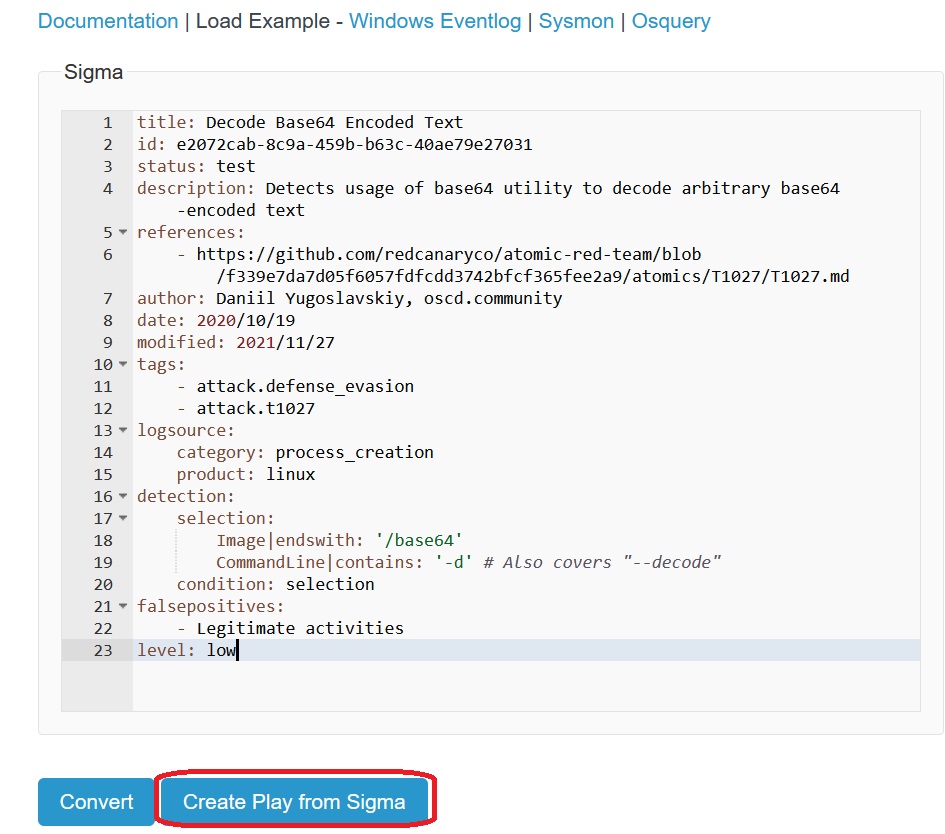 Documentation | Load Example - Windows Eventlog | Sysmon | Osquery
Sigma
1 title: Decode Base64 Encoded Text
2 id: e2072cab-8c9a-459b-b63c-40ae79e27031
3 status: test
4 description: Detects usage of base64 utility to decode arbitrary base64
-encoded text
5 references:
6 - https://github.com/redcanaryco/atomic-red-team/blob
/f339e7da7d05f6057fdfcdd3742bfcf365fee2a9/atomics/T1027/T1027.md
7 author: Daniil Yugoslavskiy, oscd.community
8 date: 2020/10/19
9 modified: 2021/11/27
10 tags:
11 - attack.defense_evasion
12 - attack.t1027
13 logsource:
14 category: process_creation
15 product: linux
16 detection:
17 selection:
18 Image|endswith: '/base64'
19 CommandLine|contains: '-d' # Also covers "--decode"
20 condition: selection
21 falsepositives:
22 - Legitimate activities
23 level: low
Convert Create Play from Sigma